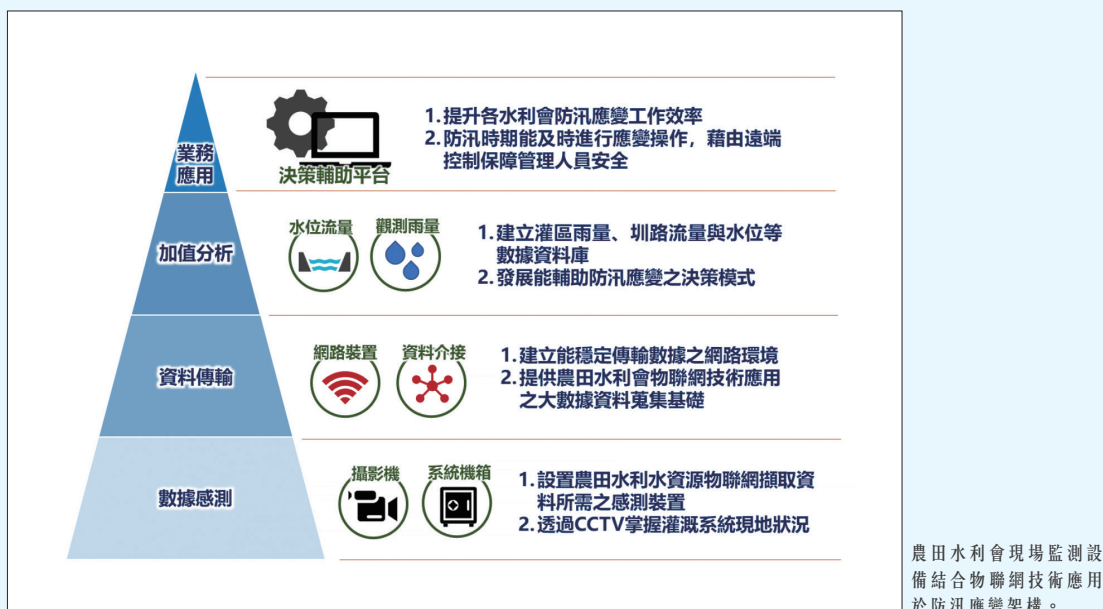 業務
應用
決策輔助平台
1.提升各水利會防汛應變工作效率
2.防汛時期能及時進行應變操作，藉由遠端
控制保障管理人員安全
加值分析
水位流量
觀測雨量
1.建立灌區雨量、圳路流量與水位等
數據資料庫
2.發展能輔助防汛應變之決策模式
資料傳輸
網路裝置
資料介接
1.建立能穩定傳輸數據之網路環境
2.提供農田水利會物聯網技術應用
之大數據資料蒐集基礎
數據感測
攝影機
系統機箱
1.設置農田水利水資源物聯網擷取資
料所需之感測裝置
2.透過CCTV掌握灌溉系統現地狀況
農田水利會現場監測設
備結合物聯網技術應用
於防汛應變架構。